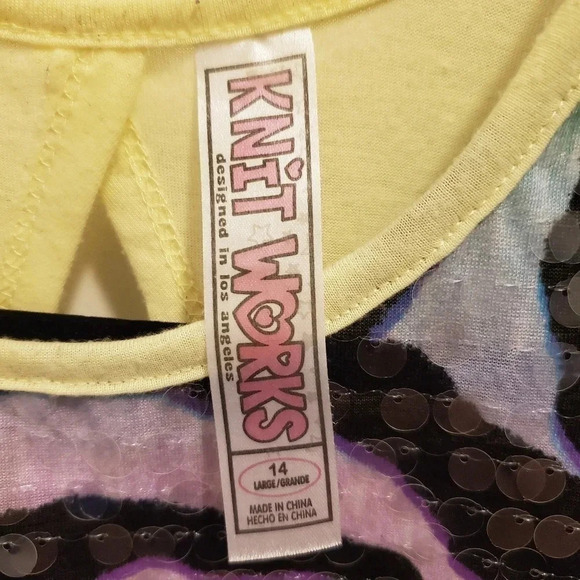 KNiT WORKS
designed in los angeles
14
LARGE/GRANDE
MADE IN CHINA
HECHO EN CHINA